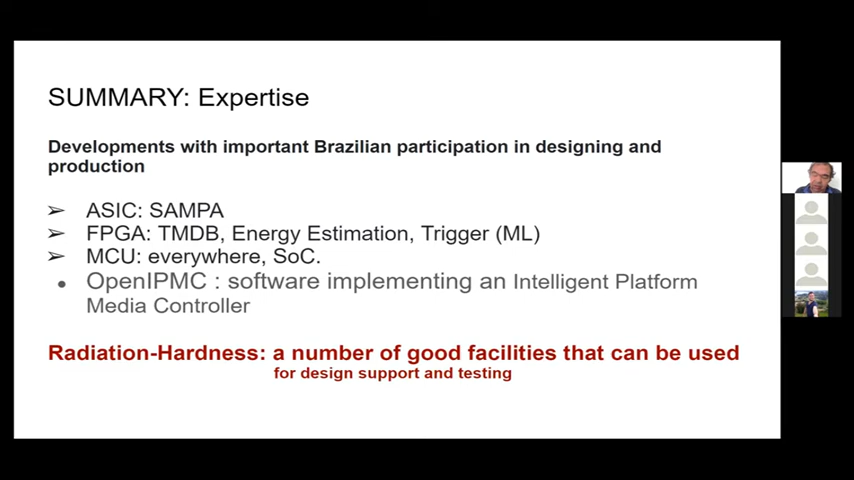 SUMMARY: Expertise
Developments with important Brazilian participation in designing and
production
➢ ASIC: SAMPA
➢ FPGA: TMDB, Energy Estimation, Trigger (ML)
➢ MCU: everywhere, SoC.
● OpenIPMC : software implementing an Intelligent Platform
Media Controller
Radiation-Hardness: a number of good facilities that can be used
for design support and testing